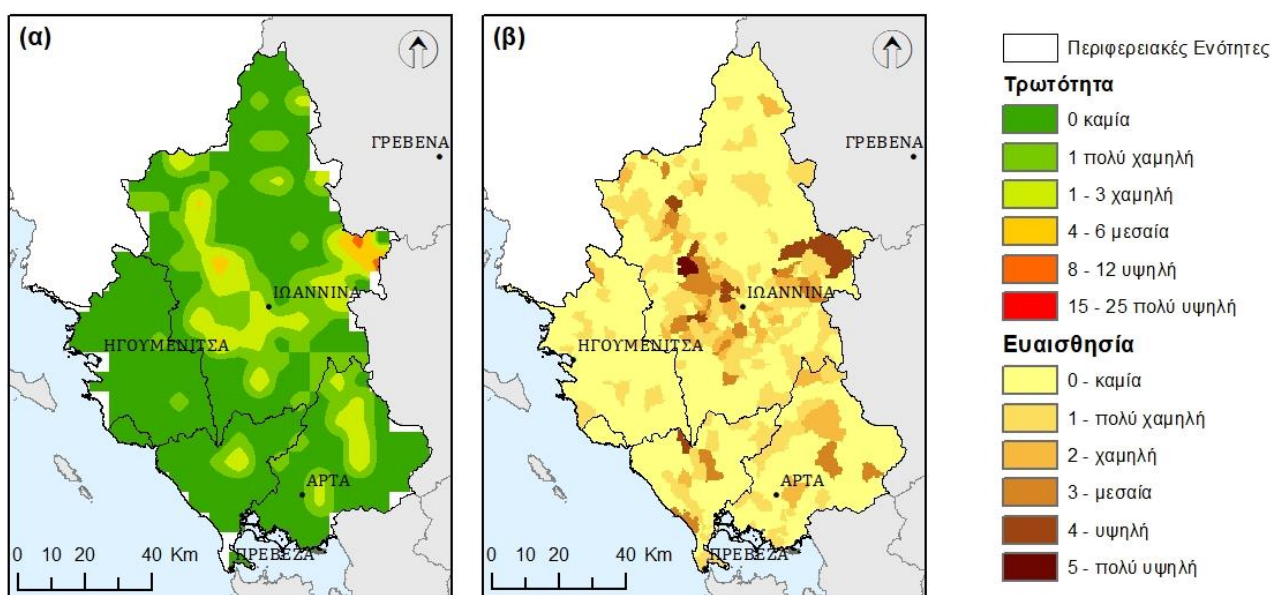 (α)
ΓΡΕΒΕΝΑ
ΙΩΑΝΝΙΝΑ
ΗΓΟΥΜΕΝΙΤΣΑ
ΑΡΤΑ
ΠΡΕΒΕΖΑ
0 10 20 40 Km
(β)
ΓΡΕΒΕΝΑ
ΙΩΑΝΝΙΝΑ
ΗΓΟΥΜΕΝΙΤΣΑ
ΑΡΤΑ
ΠΡΕΒΕΖΑ
0 10 20 40 Km
Περιφερειακές Ενότητες
Τρωτότητα
0 καμία
1 πολύ χαμηλή
1 - 3 χαμηλή
4 - 6 μεσαία
8 - 12 υψηλή
15 - 25 πολύ υψηλή
Ευαισθησία
0 - καμία
1 - πολύ χαμηλή
2 - χαμηλή
3 - μεσαία
4 - υψηλή
5 - πολύ υψηλή